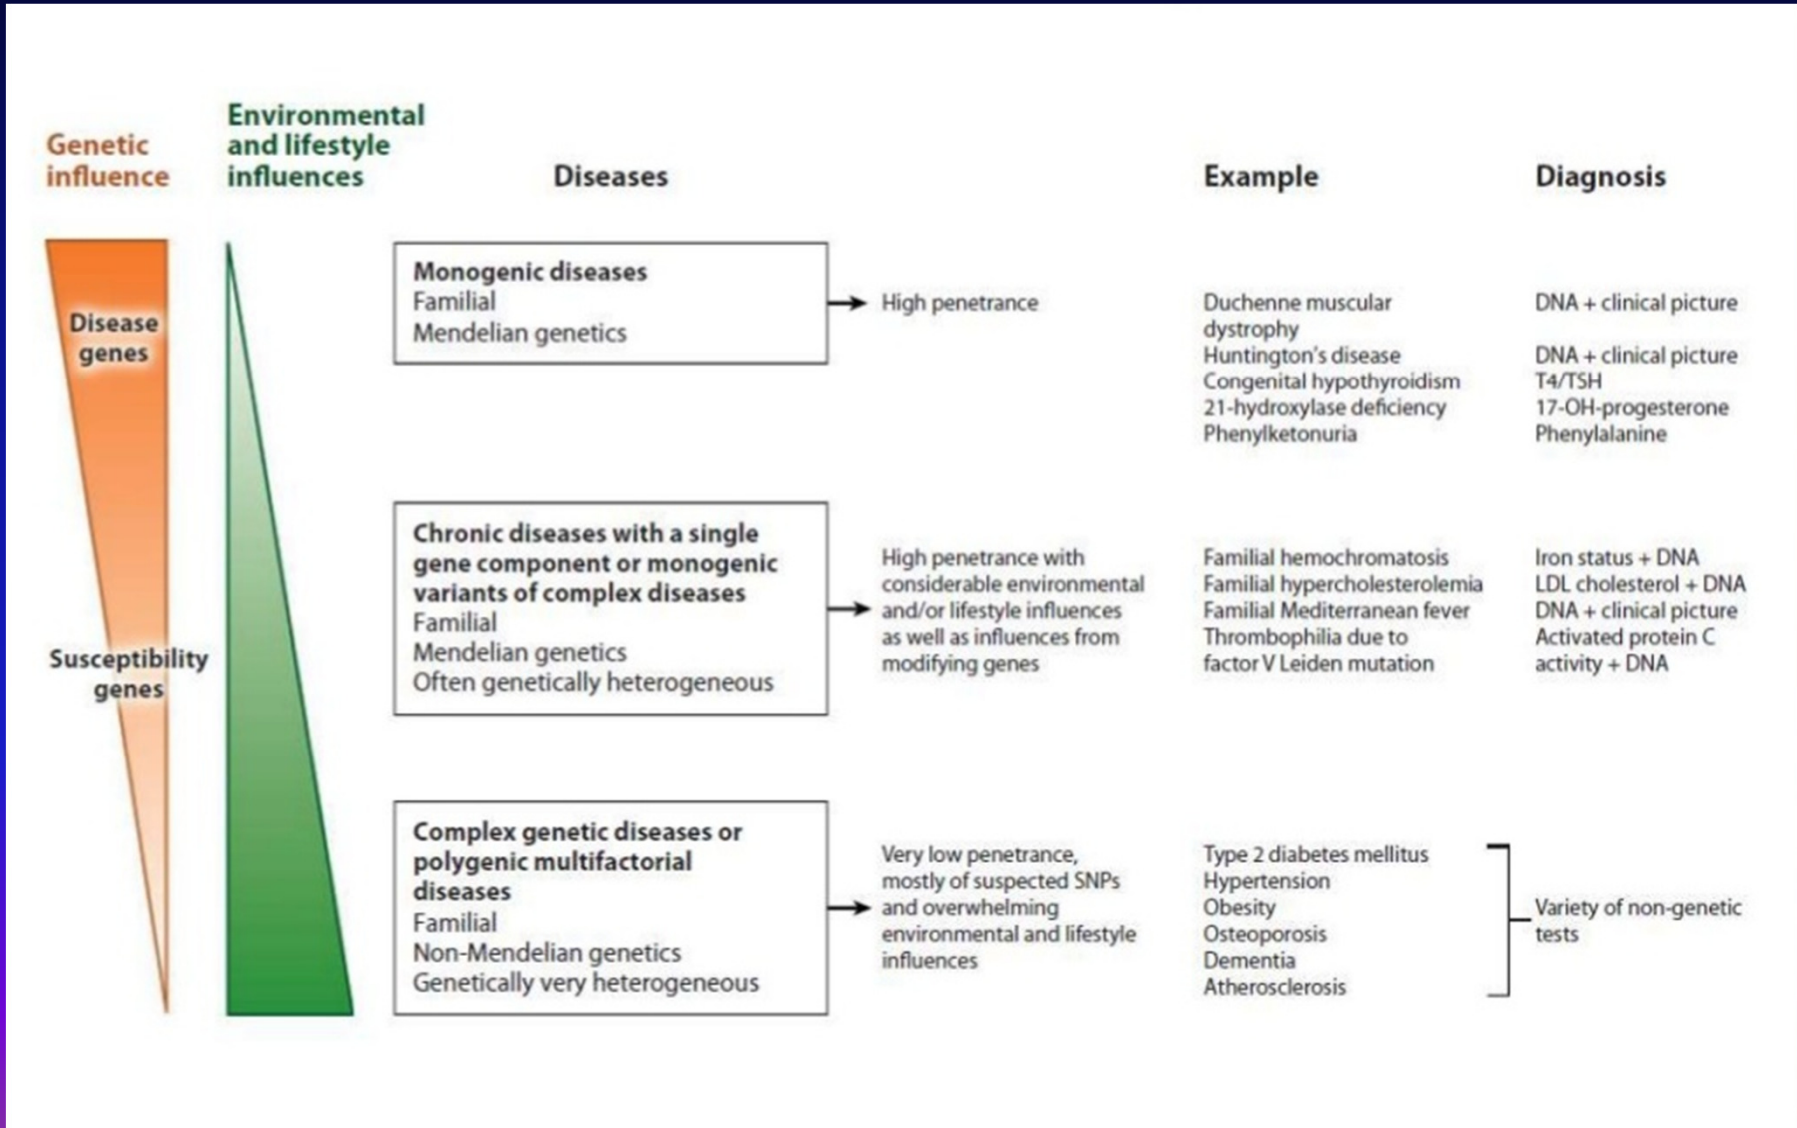 Genetic
influence
Environmental
and lifestyle
influences
Diseases
Example
Diagnosis
Disease
genes
Susceptibility
genes
Monogenic diseases
Familial
Mendelian genetics
High penetrance
Duchenne muscular
dystrophy
Huntington's disease
Congenital hypothyroidism
21-hydroxylase deficiency
Phenylketonuria
DNA + clinical picture
DNA + clinical picture
T4/TSH
17-OH-progesterone
Phenylalanine
Chronic diseases with a single
gene component or monogenic
variants of complex diseases
Familial
Mendelian genetics
Often genetically heterogeneous
High penetrance with
considerable environmental
and/or lifestyle influences
as well as influences from
modifying genes
Familial hemochromatosis
Familial hypercholesterolemia
Familial Mediterranean fever
Thrombophilia due to
factor V Leiden mutation
Iron status + DNA
LDL cholesterol + DNA
DNA + clinical picture
Activated protein C
activity + DNA
Complex genetic diseases or
polygenic multifactorial
diseases
Familial
Non-Mendelian genetics
Genetically very heterogeneous
Very low penetrance,
mostly of suspected SNPs
and overwhelming
environmental and lifestyle
influences
Type 2 diabetes mellitus
Hypertension
Obesity
Osteoporosis
Dementia
Atherosclerosis
Variety of non-genetic
tests